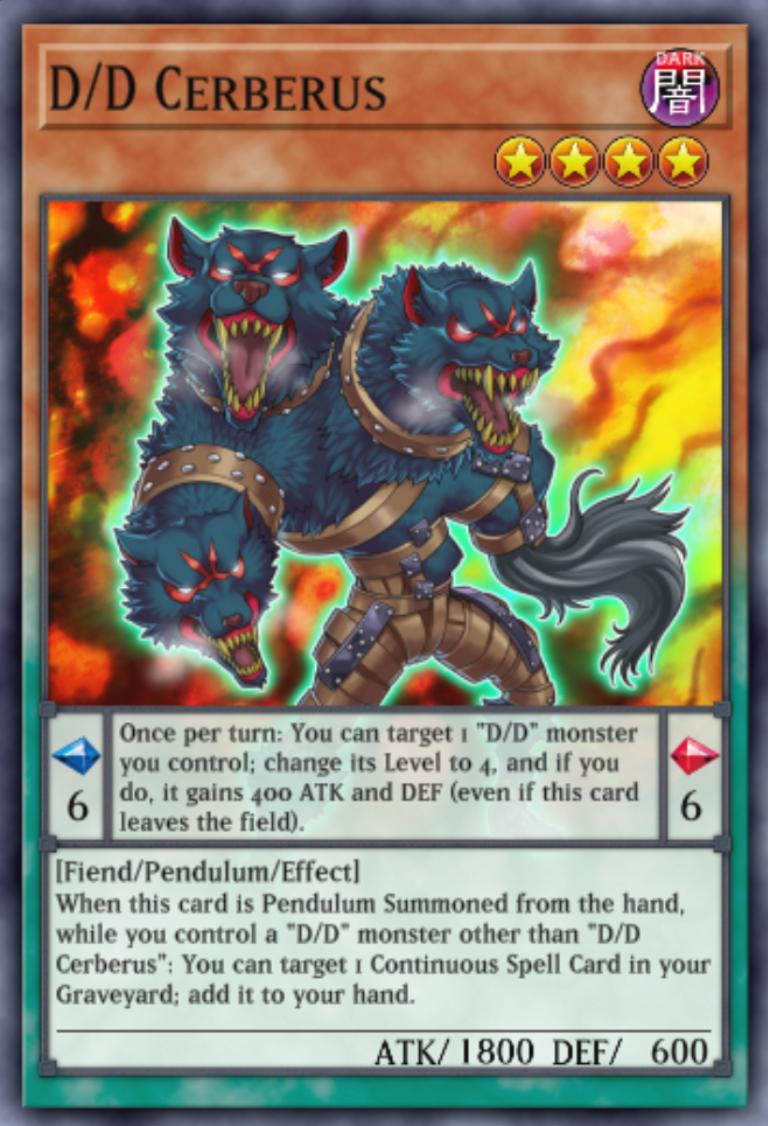 D/D CERBERUS
DARK
闇
Once per turn: You can target 1 "D/D" monster
you control; change its Level to 4, and if you
do, it gains 400 ATK and DEF (even if this card
leaves the field).
6
6
[Fiend/Pendulum/Effect]
When this card is Pendulum Summoned from the hand,
while you control a "D/D" monster other than "D/D
Cerberus": You can target 1 Continuous Spell Card in your
Graveyard; add it to your hand.
ATK/ 1800 DEF/ 600